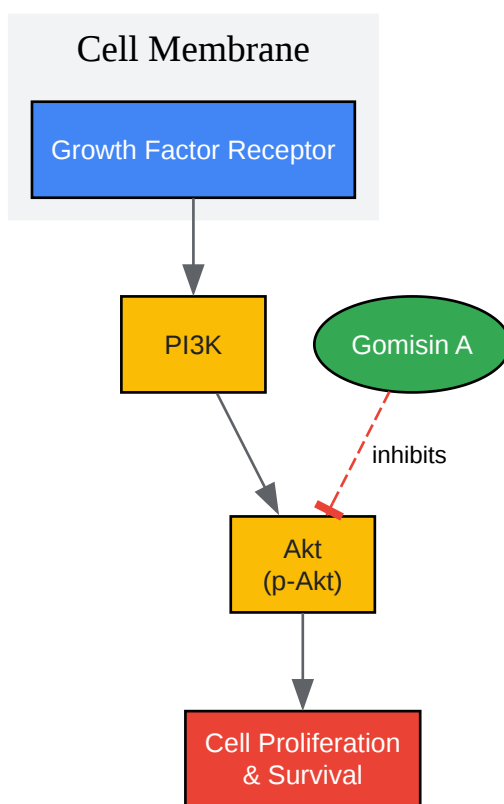 Cell Membrane
Growth Factor Receptor
PI3K
Gomisin A
inhibits
Akt
(p-Akt)
Cell Proliferation
& Survival